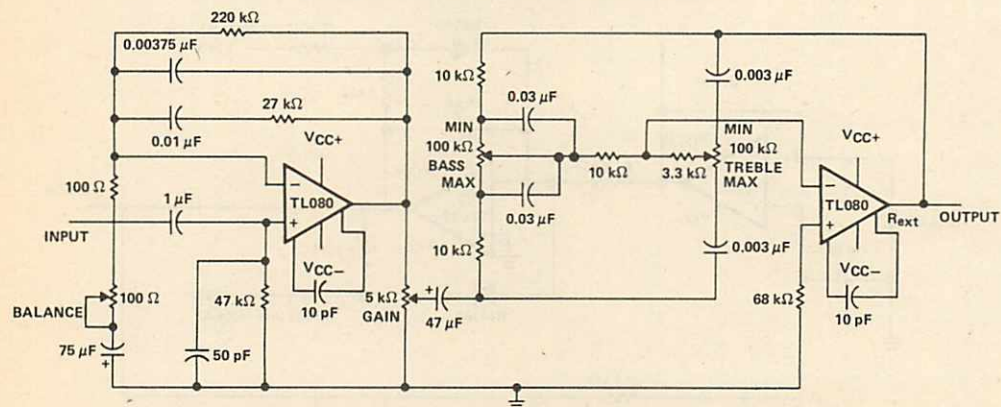 220 kΩ
0.00375 μF
27 kΩ
0.01 μF
VCC+
100 Ω
–
TL080
+
1 μF
INPUT
VCC–
10 pF
100 Ω
BALANCE
75 μF
+
47 kΩ
50 pF
5 kΩ
GAIN
+
47 μF
10 kΩ
0.03 μF
MIN
100 kΩ
BASS
MAX
0.03 μF
10 kΩ
10 kΩ
3.3 kΩ
0.003 μF
MIN
100 kΩ
TREBLE
MAX
0.003 μF
VCC+
–
TL080
+
Rext
OUTPUT
VCC–
68 kΩ
10 pF